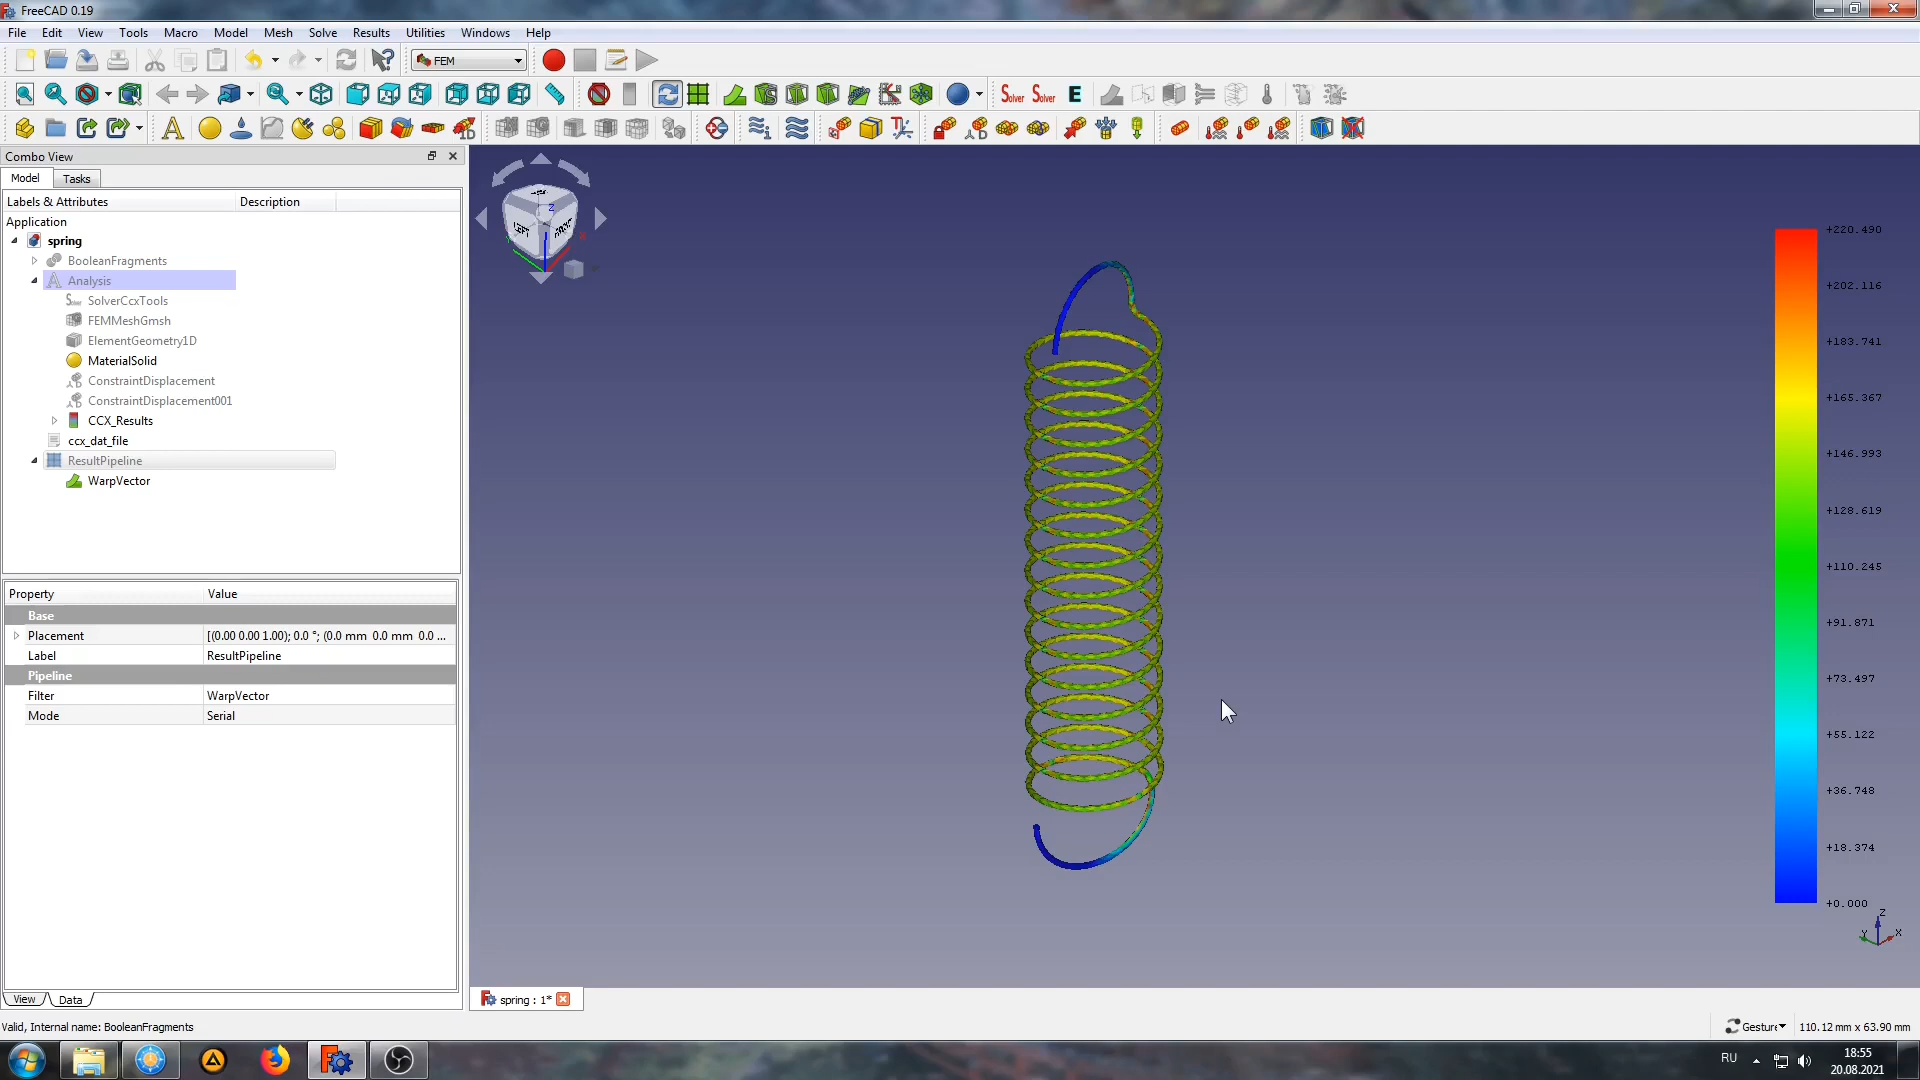 FreeCAD 0.19
File Edit View Tools Macro Model Mesh Solve Results Utilities Windows Help
FEM
Solver Solver E
A
1D
Combo View
Model Tasks
Labels & Attributes Description
Application
spring
BooleanFragments
Analysis
SolverCcxTools
FEMMeshGmsh
ElementGeometry1D
MaterialSolid
ConstraintDisplacement
ConstraintDisplacement001
CCX_Results
ccx_dat_file
ResultPipeline
WarpVector
Property Value
Base
Placement [(0.00 0.00 1.00); 0.0 °; (0.0 mm 0.0 mm 0.0 ...
Label ResultPipeline
Pipeline
Filter WarpVector
Mode Serial
View Data
LEFT FRONT
Z
X
+220.490
+202.116
+183.741
+165.367
+146.993
+128.619
+110.245
+91.871
+73.497
+55.122
+36.748
+18.374
+0.000
Z
Y X
spring : 1*
Valid, Internal name: BooleanFragments
Gesture 110.12 mm x 63.90 mm
RU
18:55
20.08.2021